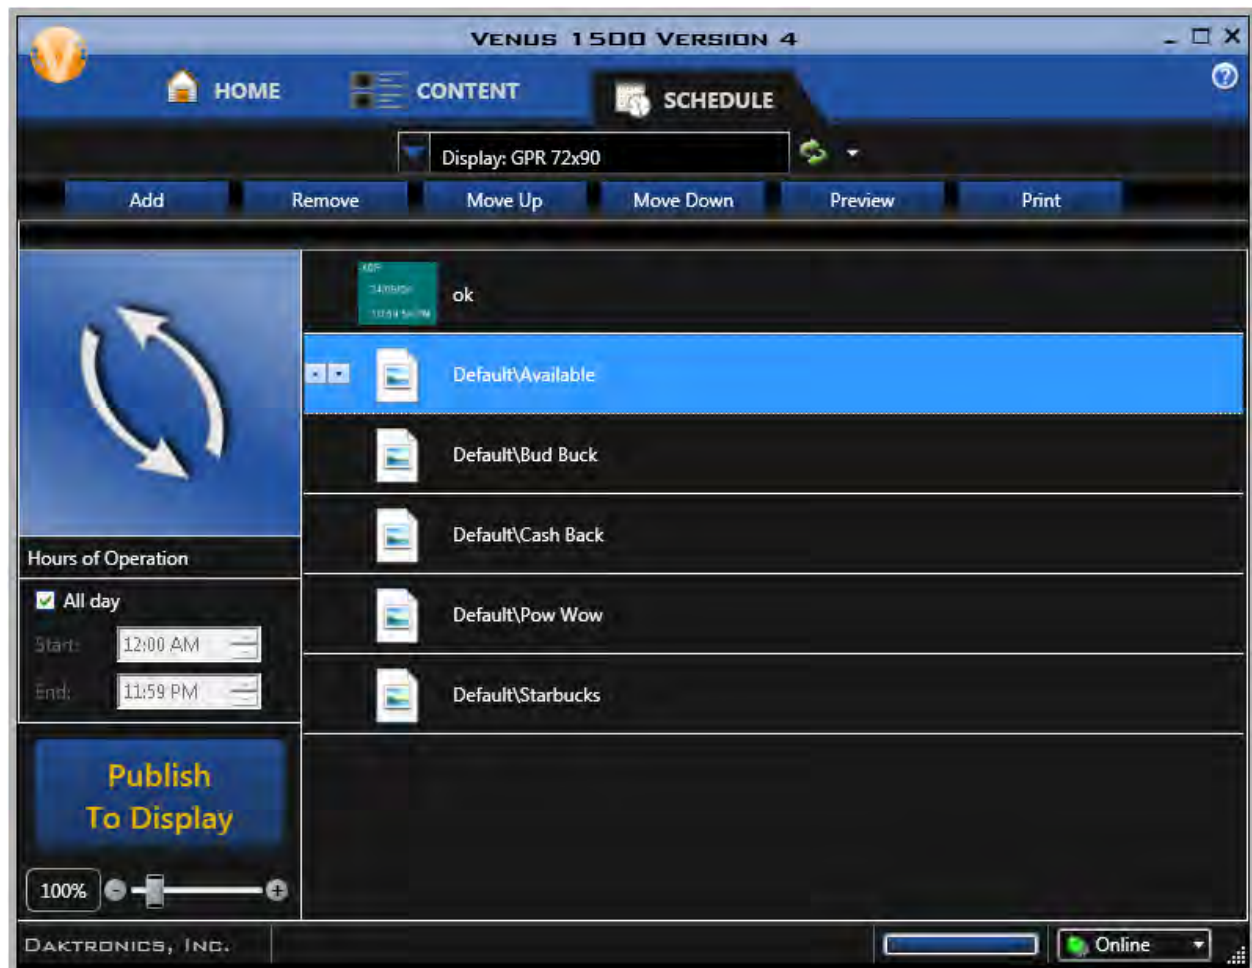 VENUS 1500 VERSION 4
HOME
CONTENT
SCHEDULE
Display: GPR 72x90
Add
Remove
Move Up
Move Down
Preview
Print
ok
Default\Available
Default\Bud Buck
Default\Cash Back
Default\Pow Wow
Default\Starbucks
Hours of Operation
All day
Start: 12:00 AM
End: 11:59 PM
Publish
To Display
100%
DAKTRONICS, INC.
Online